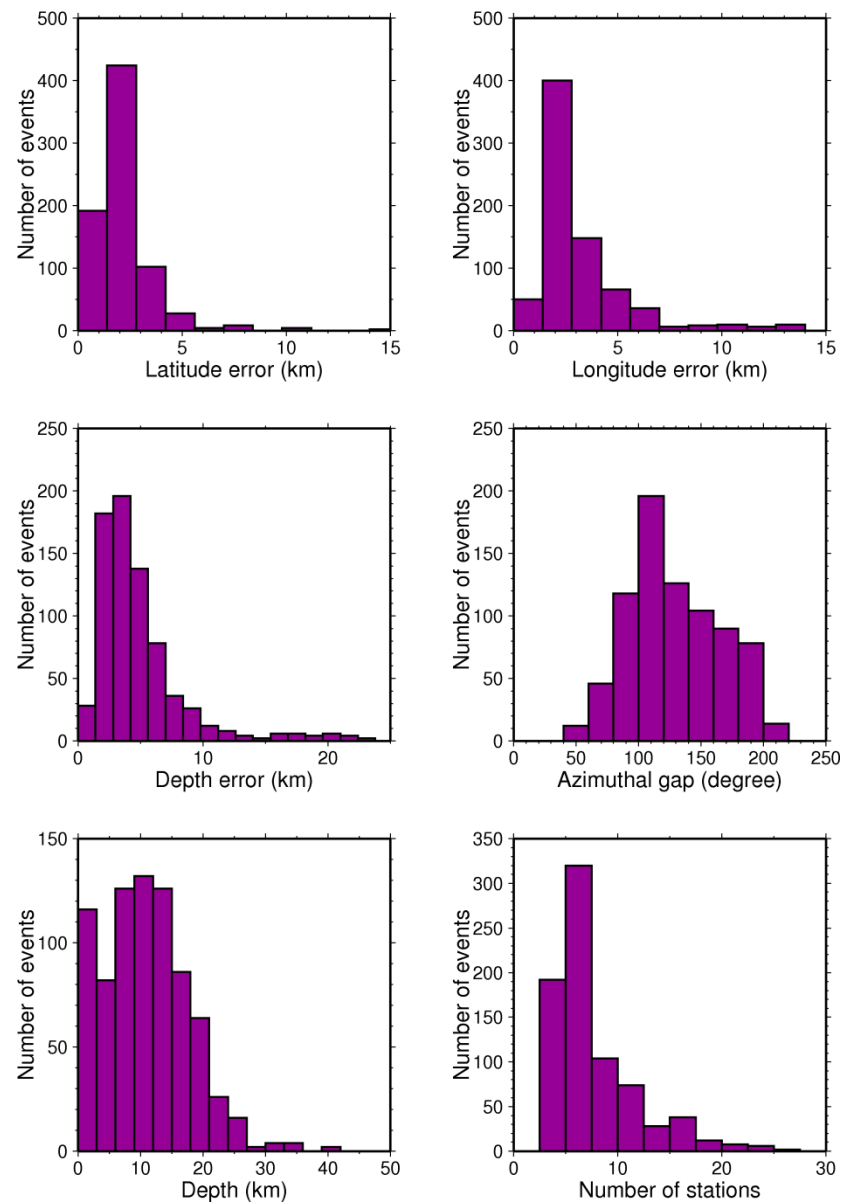 500
400
300
200
100
0
Number of events
0 5 10 15
Latitude error (km)
500
400
300
200
100
0
Number of events
0 5 10 15
Longitude error (km)
250
200
150
100
50
0
Number of events
0 10 20
Depth error (km)
250
200
150
100
50
0
Number of events
0 50 100 150 200 250
Azimuthal gap (degree)
150
100
50
0
Number of events
0 10 20 30 40 50
Depth (km)
350
300
250
200
150
100
50
0
Number of events
0 10 20 30
Number of stations